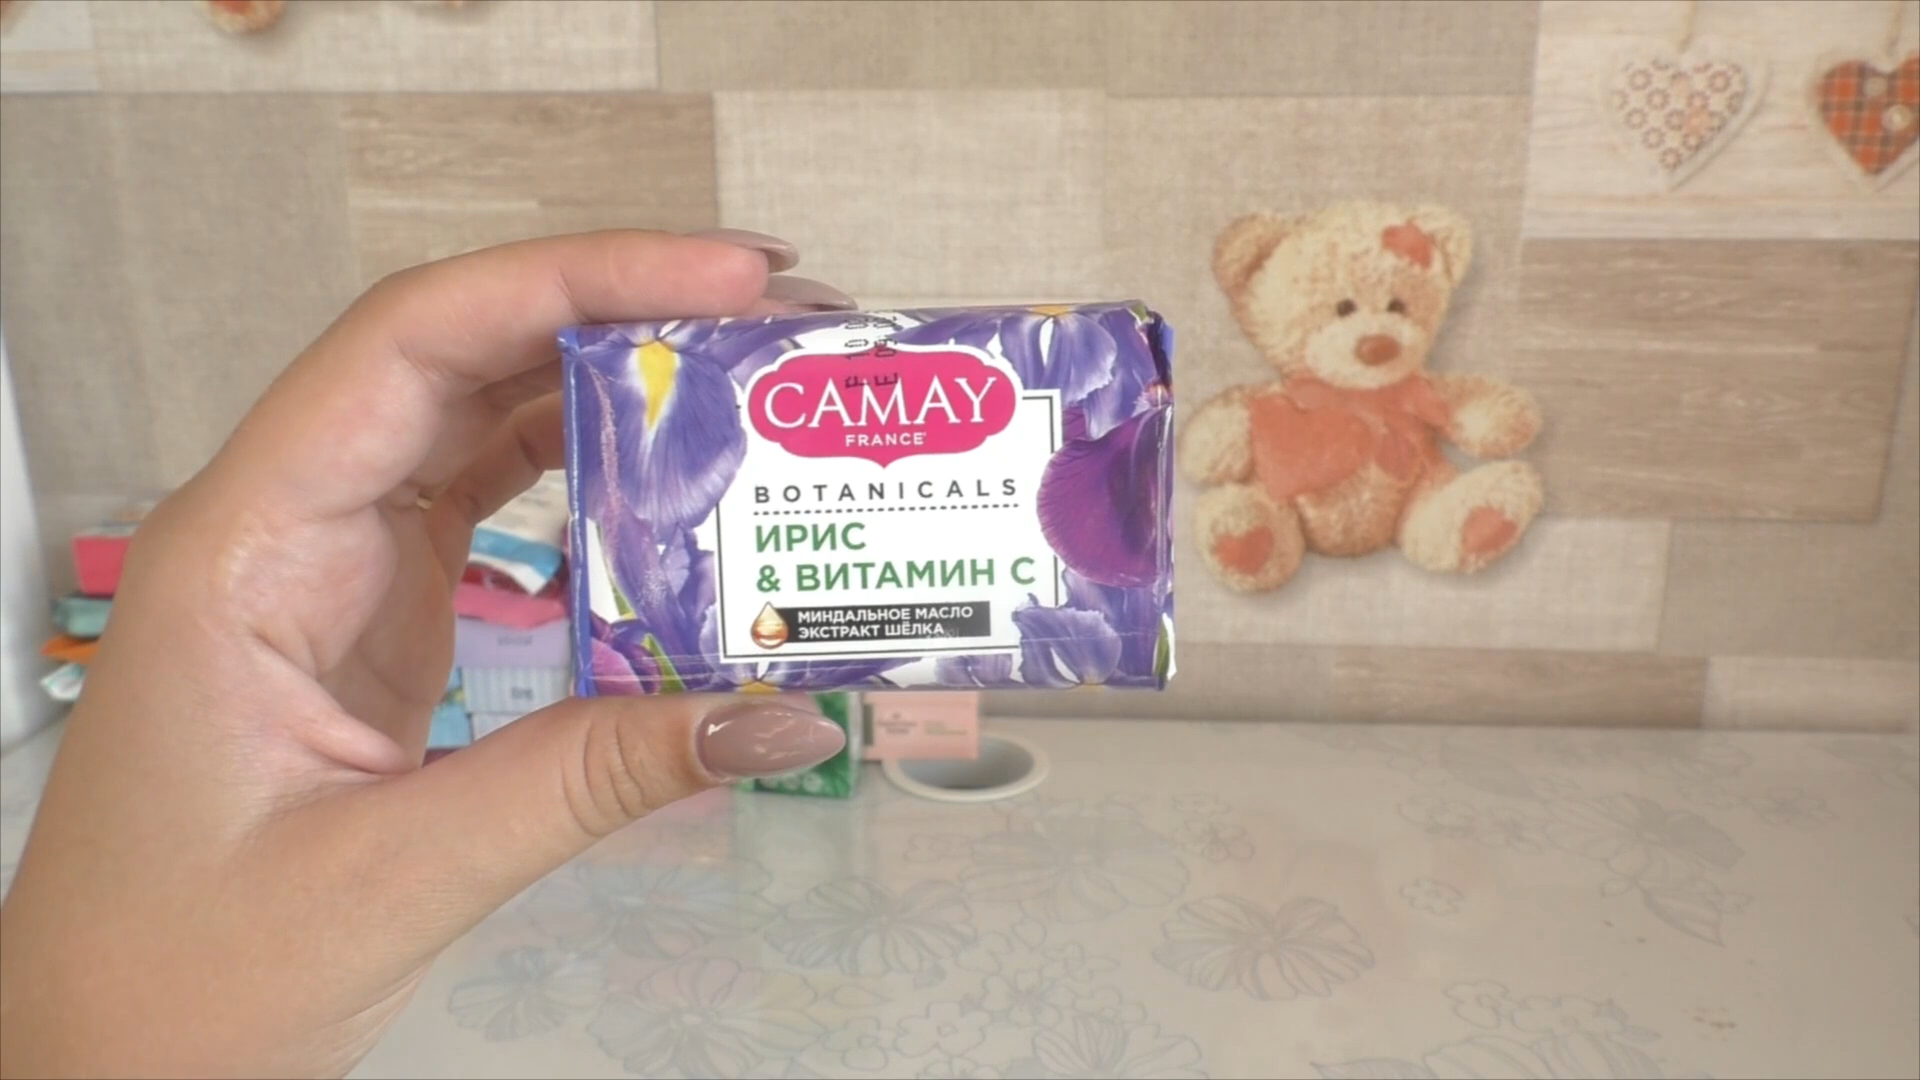 CAMAY
FRANCE
BOTANICALS
ИРИС
& ВИТАМИН С
МИНДАЛЬНОЕ МАСЛО
ЭКСТРАКТ ШЁЛКА